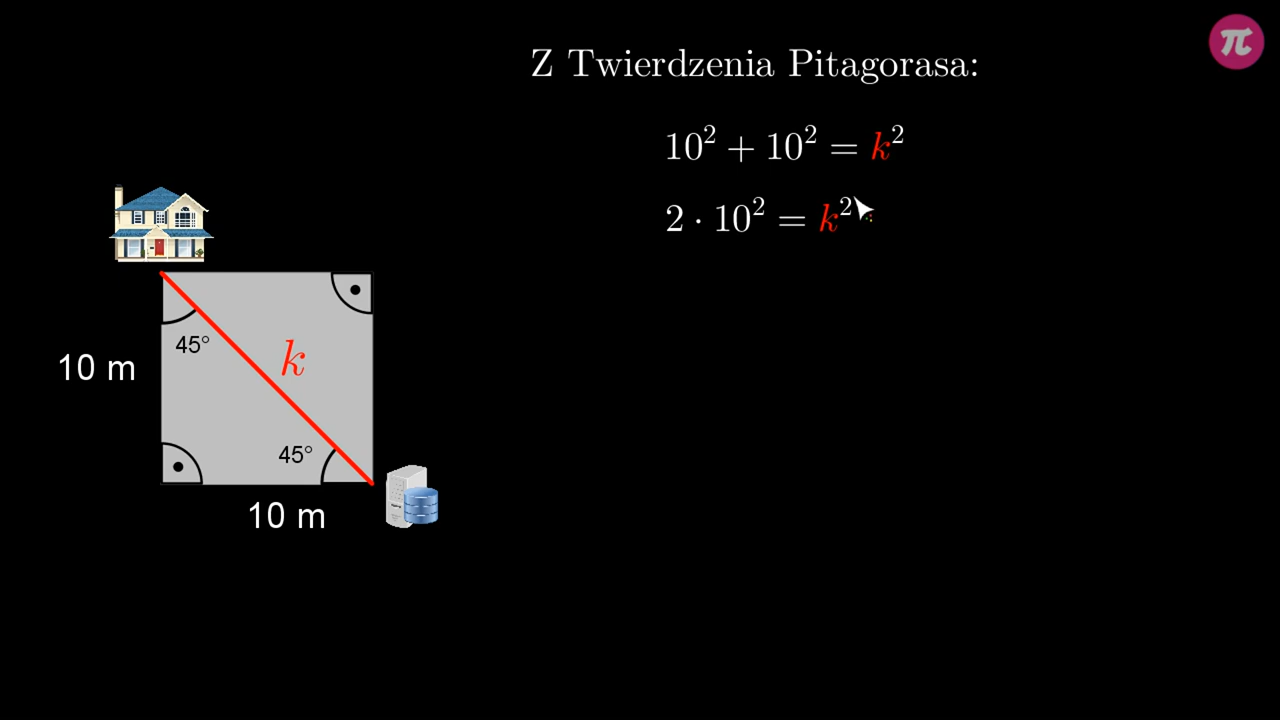 π
Z Twierdzenia Pitagorasa:
10² + 10² = k²
2 · 10² = k²
45°
k
10 m
45°
10 m